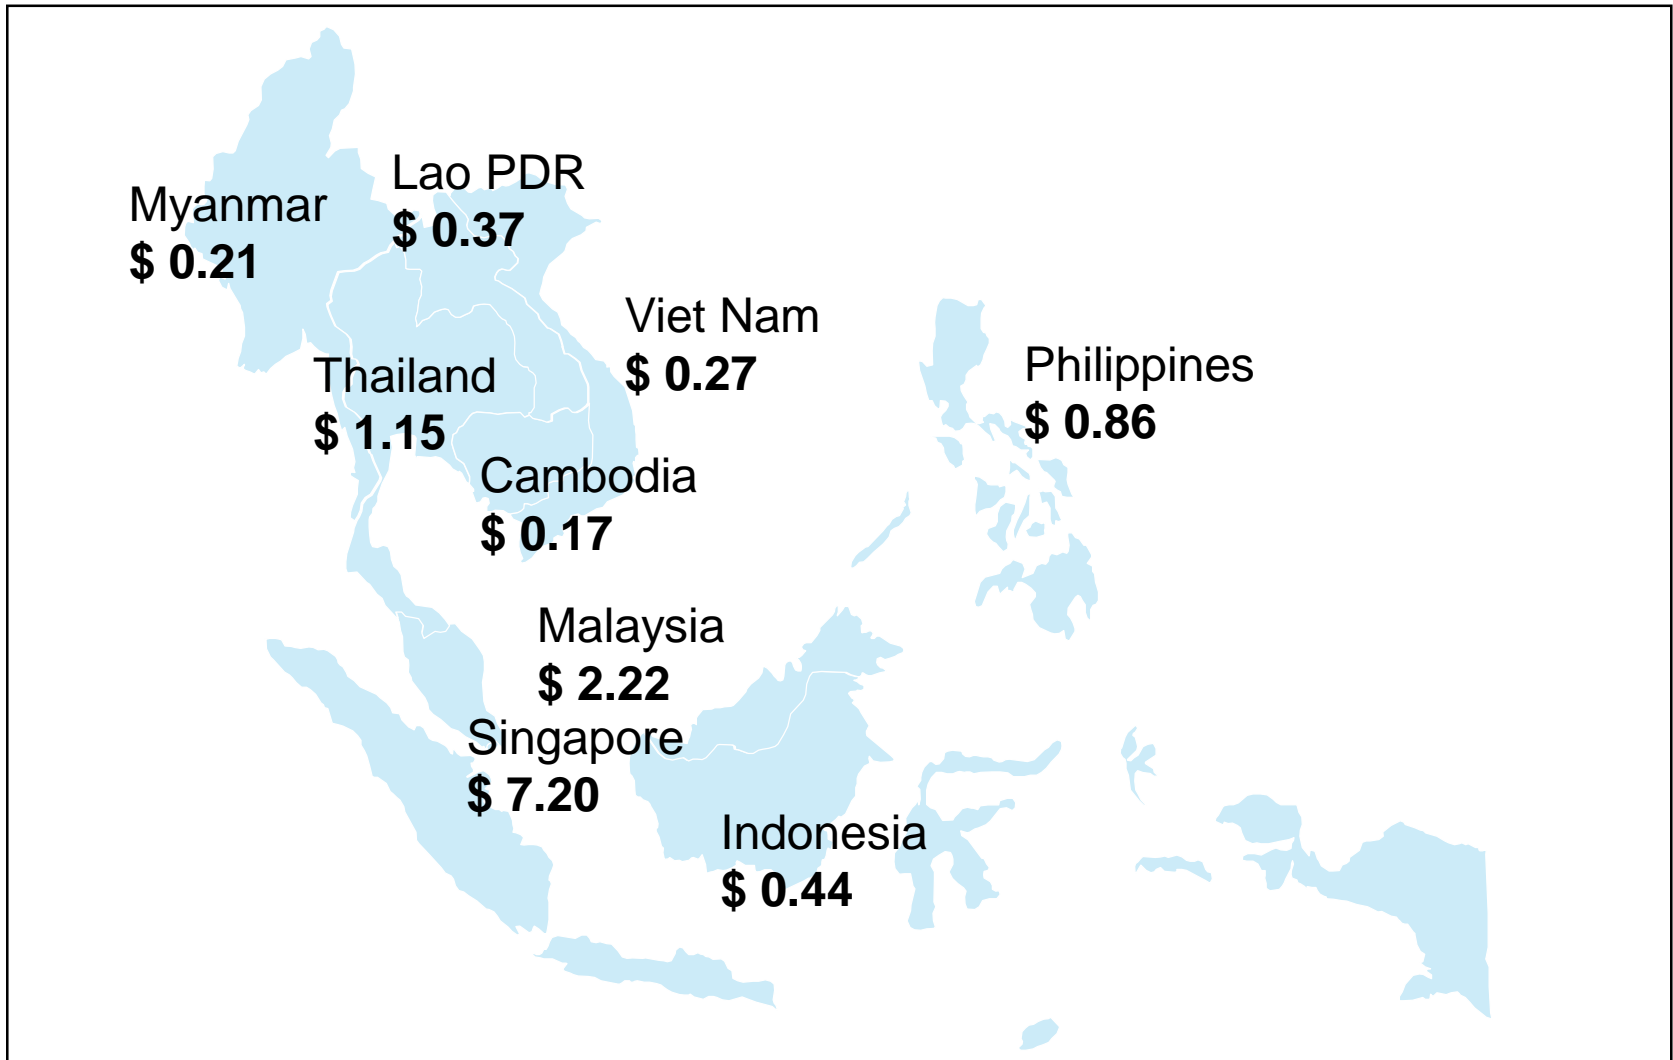 Lao PDR
$ 0.37
Myanmar
$ 0.21
Viet Nam
$ 0.27
Philippines
$ 0.86
Thailand
$ 1.15
Cambodia
$ 0.17
Malaysia
$ 2.22
Singapore
$ 7.20
Indonesia
$ 0.44